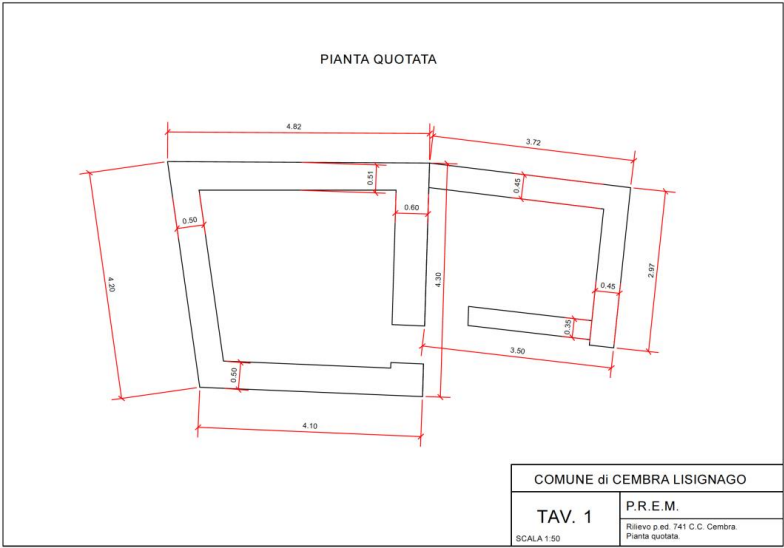 PIANTA QUOTATA
4.82
3.72
0.51
0.45
0.60
0.50
4.20
4.30
2.97
0.45
0.35
3.50
0.50
4.10
COMUNE di CEMBRA LISIGNAGO
TAV. 1
SCALA 1:50
P.R.E.M.
Rilievo p.ed. 741 C.C. Cembra.
Pianta quotata.